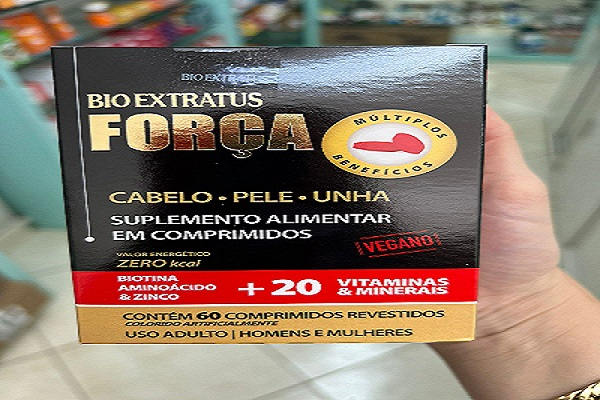 BIO EXTRATUS
BIO EXTRATUS
FORÇA
MÚLTIPLOS
BENEFÍCIOS
CABELO • PELE • UNHA
SUPLEMENTO ALIMENTAR
EM COMPRIMIDOS
VEGANO
VALOR ENERGÉTICO
ZERO kcal
BIOTINA
AMINOÁCIDO
& ZINCO
+ 20
VITAMINAS
& MINERAIS
CONTÉM 60 COMPRIMIDOS REVESTIDOS
COLORIDO ARTIFICIALMENTE
USO ADULTO | HOMENS E MULHERES